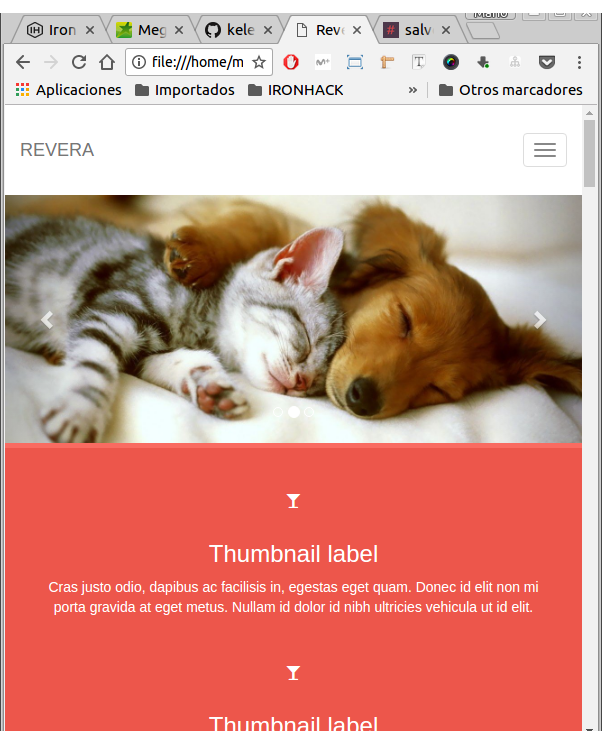 Mario
Iron
Meg
kele
Reve
salv
file:///home/m
Aplicaciones
Importados
IRONHACK
»
Otros marcadores
REVERA
Thumbnail label
Cras justo odio, dapibus ac facilisis in, egestas eget quam. Donec id elit non mi
porta gravida at eget metus. Nullam id dolor id nibh ultricies vehicula ut id elit.
Thumbnail label